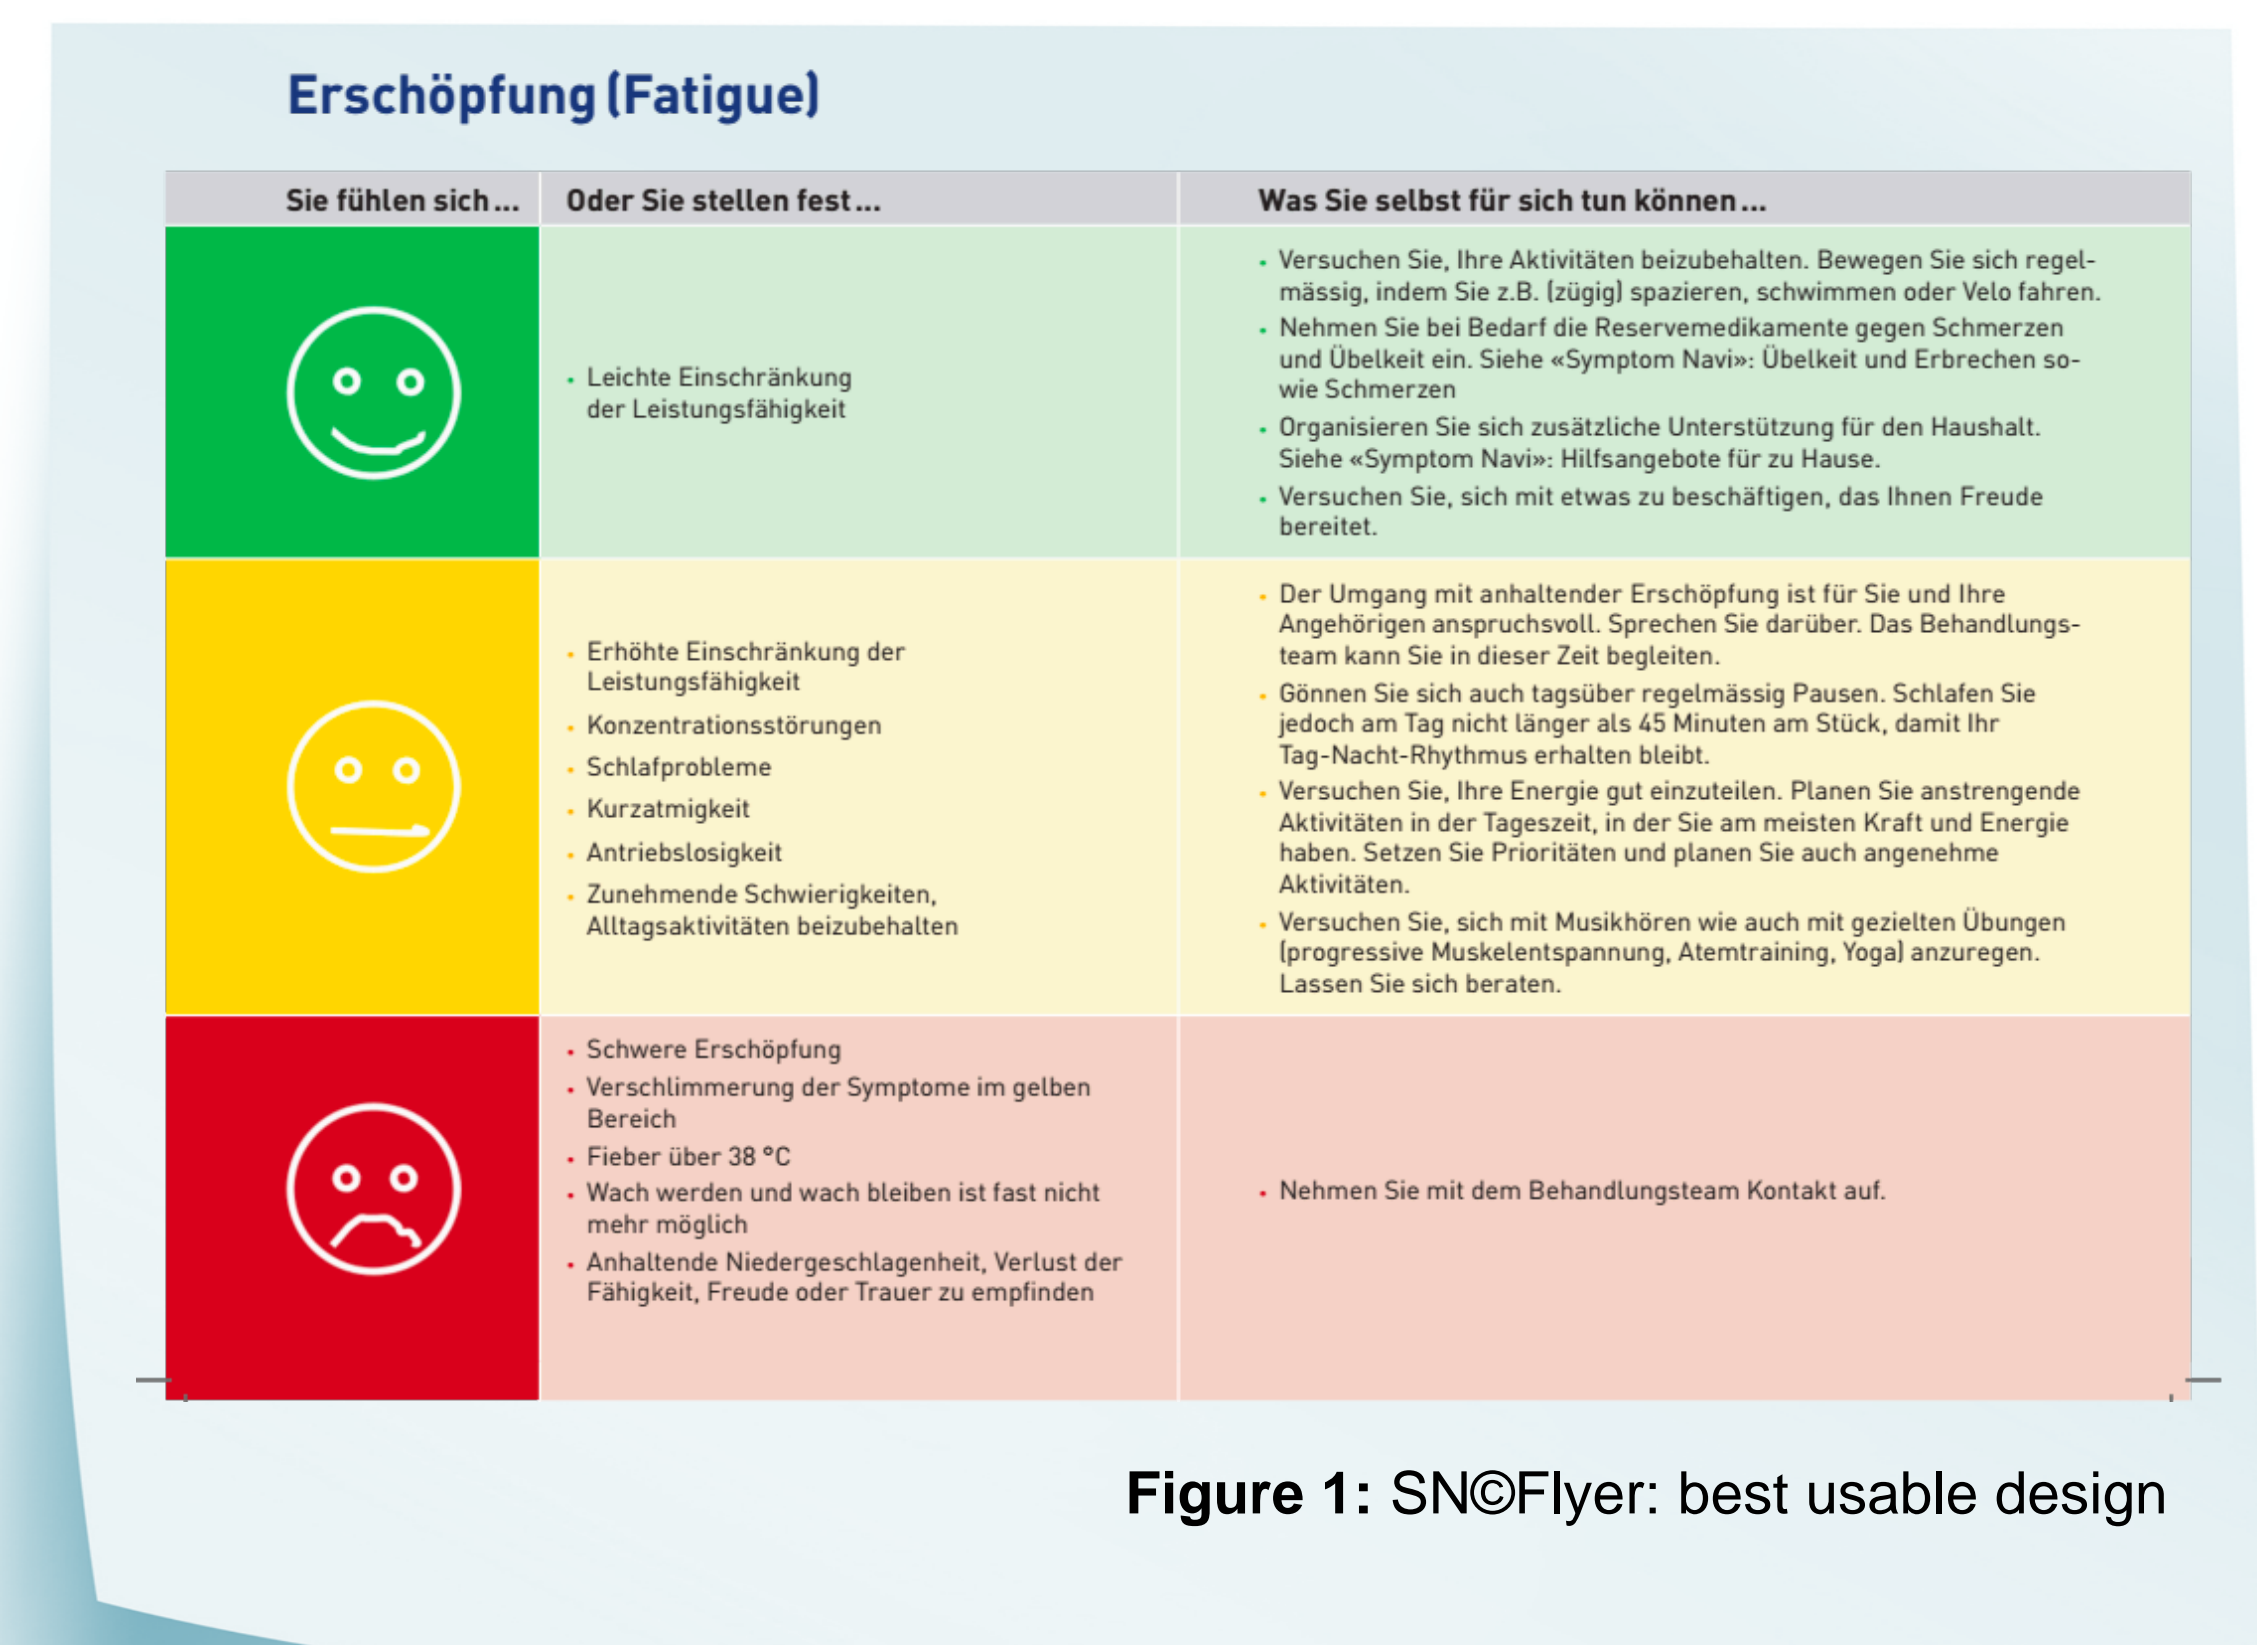 Erschöpfung (Fatigue)
Sie fühlen sich ...
Oder Sie stellen fest ...
Was Sie selbst für sich tun können ...
• Leichte Einschränkung
der Leistungsfähigkeit
• Versuchen Sie, Ihre Aktivitäten beizubehalten. Bewegen Sie sich regel-
mässig, indem Sie z.B. (zügig) spazieren, schwimmen oder Velo fahren.
• Nehmen Sie bei Bedarf die Reservemedikamente gegen Schmerzen
und Übelkeit ein. Siehe «Symptom Navi»: Übelkeit und Erbrechen so-
wie Schmerzen
• Organisieren Sie sich zusätzliche Unterstützung für den Haushalt.
Siehe «Symptom Navi»: Hilfsangebote für zu Hause.
• Versuchen Sie, sich mit etwas zu beschäftigen, das Ihnen Freude
bereitet.
• Erhöhte Einschränkung der
Leistungsfähigkeit
• Konzentrationsstörungen
• Schlafprobleme
• Kurzatmigkeit
• Antriebslosigkeit
• Zunehmende Schwierigkeiten,
Alltagsaktivitäten beizubehalten
• Der Umgang mit anhaltender Erschöpfung ist für Sie und Ihre
Angehörigen anspruchsvoll. Sprechen Sie darüber. Das Behandlungs-
team kann Sie in dieser Zeit begleiten.
• Gönnen Sie sich auch tagsüber regelmässig Pausen. Schlafen Sie
jedoch am Tag nicht länger als 45 Minuten am Stück, damit Ihr
Tag-Nacht-Rhythmus erhalten bleibt.
• Versuchen Sie, Ihre Energie gut einzuteilen. Planen Sie anstrengende
Aktivitäten in der Tageszeit, in der Sie am meisten Kraft und Energie
haben. Setzen Sie Prioritäten und planen Sie auch angenehme
Aktivitäten.
• Versuchen Sie, sich mit Musikhören wie auch mit gezielten Übungen
(progressive Muskelentspannung, Atemtraining, Yoga) anzuregen.
Lassen Sie sich beraten.
• Schwere Erschöpfung
• Verschlimmerung der Symptome im gelben
Bereich
• Fieber über 38 °C
• Wach werden und wach bleiben ist fast nicht
mehr möglich
• Anhaltende Niedergeschlagenheit, Verlust der
Fähigkeit, Freude oder Trauer zu empfinden
• Nehmen Sie mit dem Behandlungsteam Kontakt auf.
Figure 1: SN©Flyer: best usable design